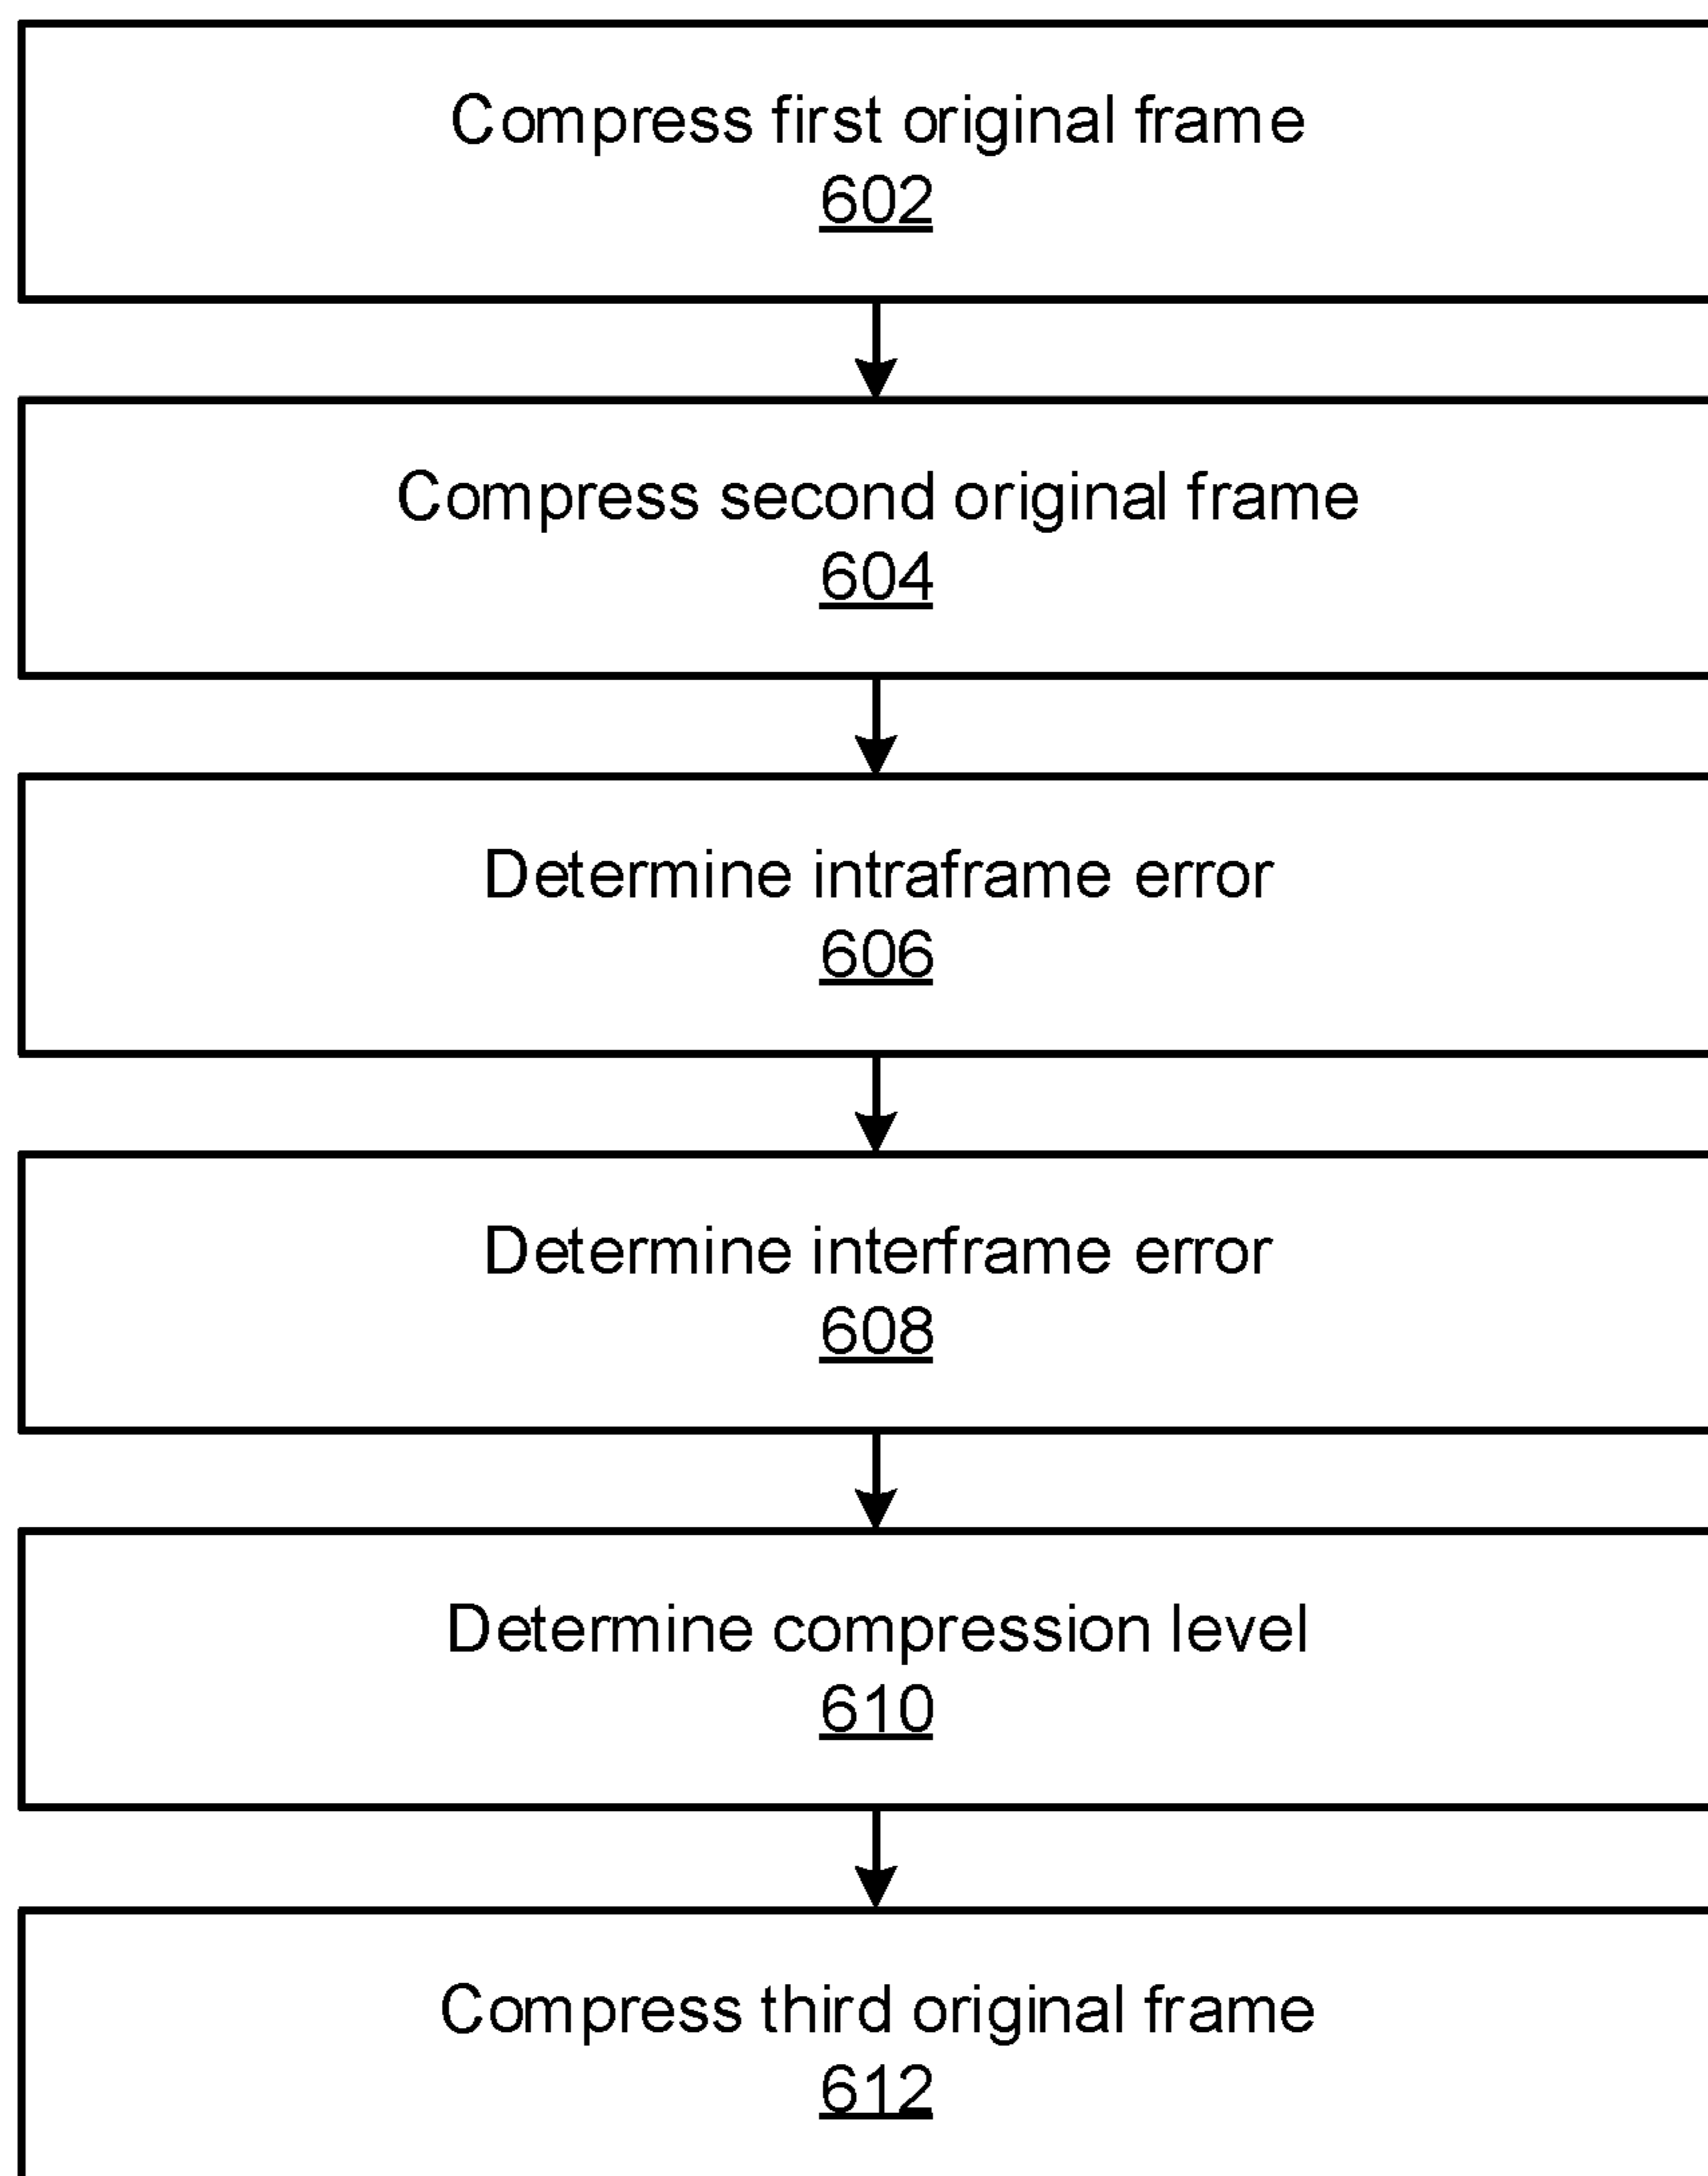 Compress first original frame
602
Compress second original frame
604
Determine intraframe error
606
Determine interframe error
608
Determine compression level
610
Compress third original frame
612